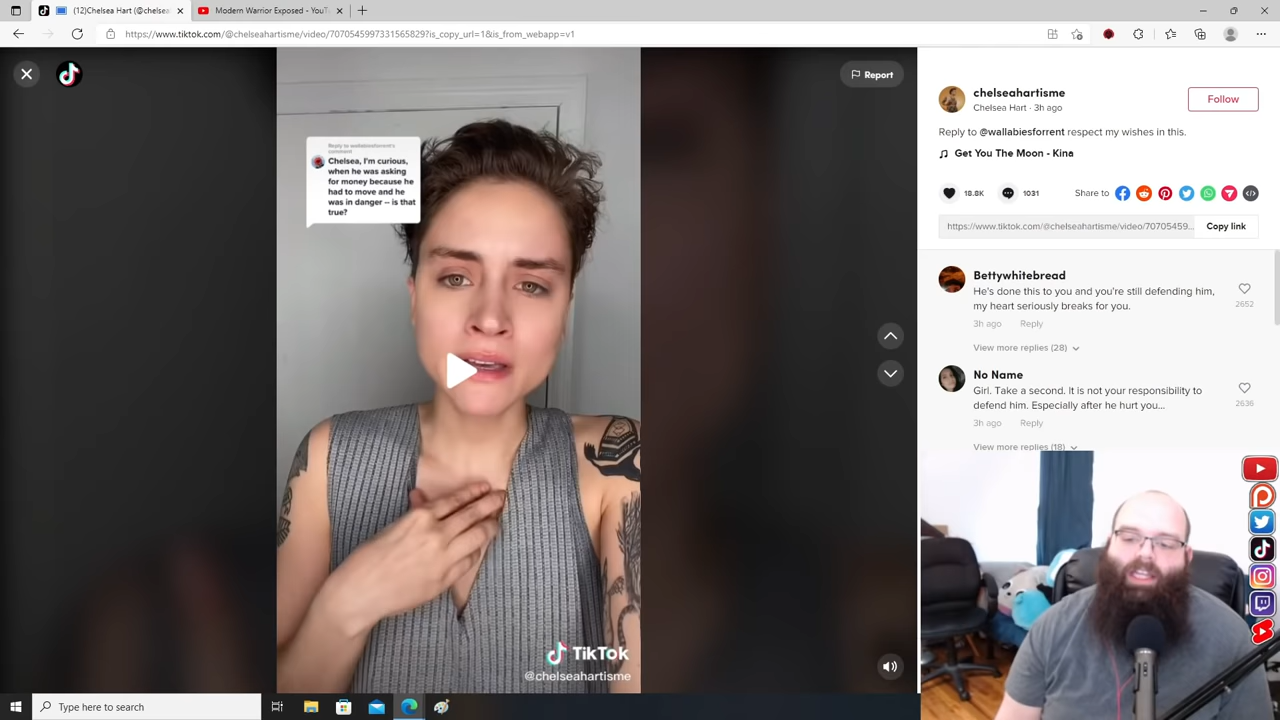 (12)Chelsea Hart (@chelsea
Modern Warrior Exposed - YouT
https://www.tiktok.com/@chelseahartisme/video/7070545997331565829?is_copy_url=1&is_from_webapp=v1
Report
Reply to wallabiesforrent's
comment
Chelsea, I'm curious,
when he was asking
for money because he
had to move and he
was in danger -- is that
true?
TikTok
@chelseahartisme
chelseahartisme
Chelsea Hart · 3h ago
Follow
Reply to @wallabiesforrent respect my wishes in this.
Get You The Moon - Kina
18.8K
1031
Share to
https://www.tiktok.com/@chelseahartisme/video/70705459...
Copy link
Bettywhitebread
He's done this to you and you're still defending him,
my heart seriously breaks for you.
2652
3h ago Reply
View more replies (28)
No Name
Girl. Take a second. It is not your responsibility to
defend him. Especially after he hurt you...
2636
3h ago Reply
View more replies (18)
Type here to search